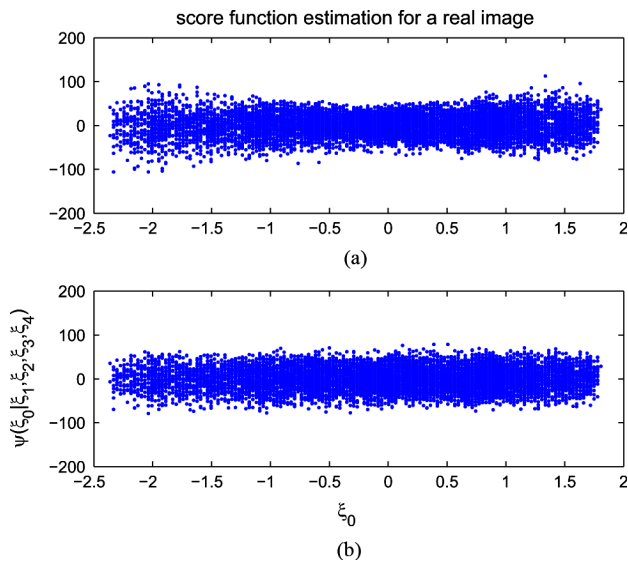 score function estimation for a real image
200
100
0
−100
−200
−2.5 −2 −1.5 −1 −0.5 0 0.5 1 1.5 2
(a)
ψ(ξ0|ξ1,ξ2,ξ3,ξ4)
200
100
0
−100
−200
−2.5 −2 −1.5 −1 −0.5 0 0.5 1 1.5 2
ξ0
(b)